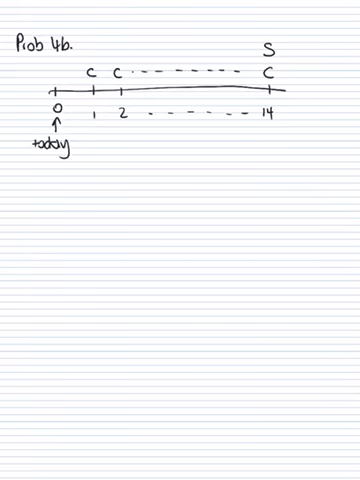 Prob 4b.
S
C C - - - - - - - - C
0 1 2 - - - - - - - 14
↑
today